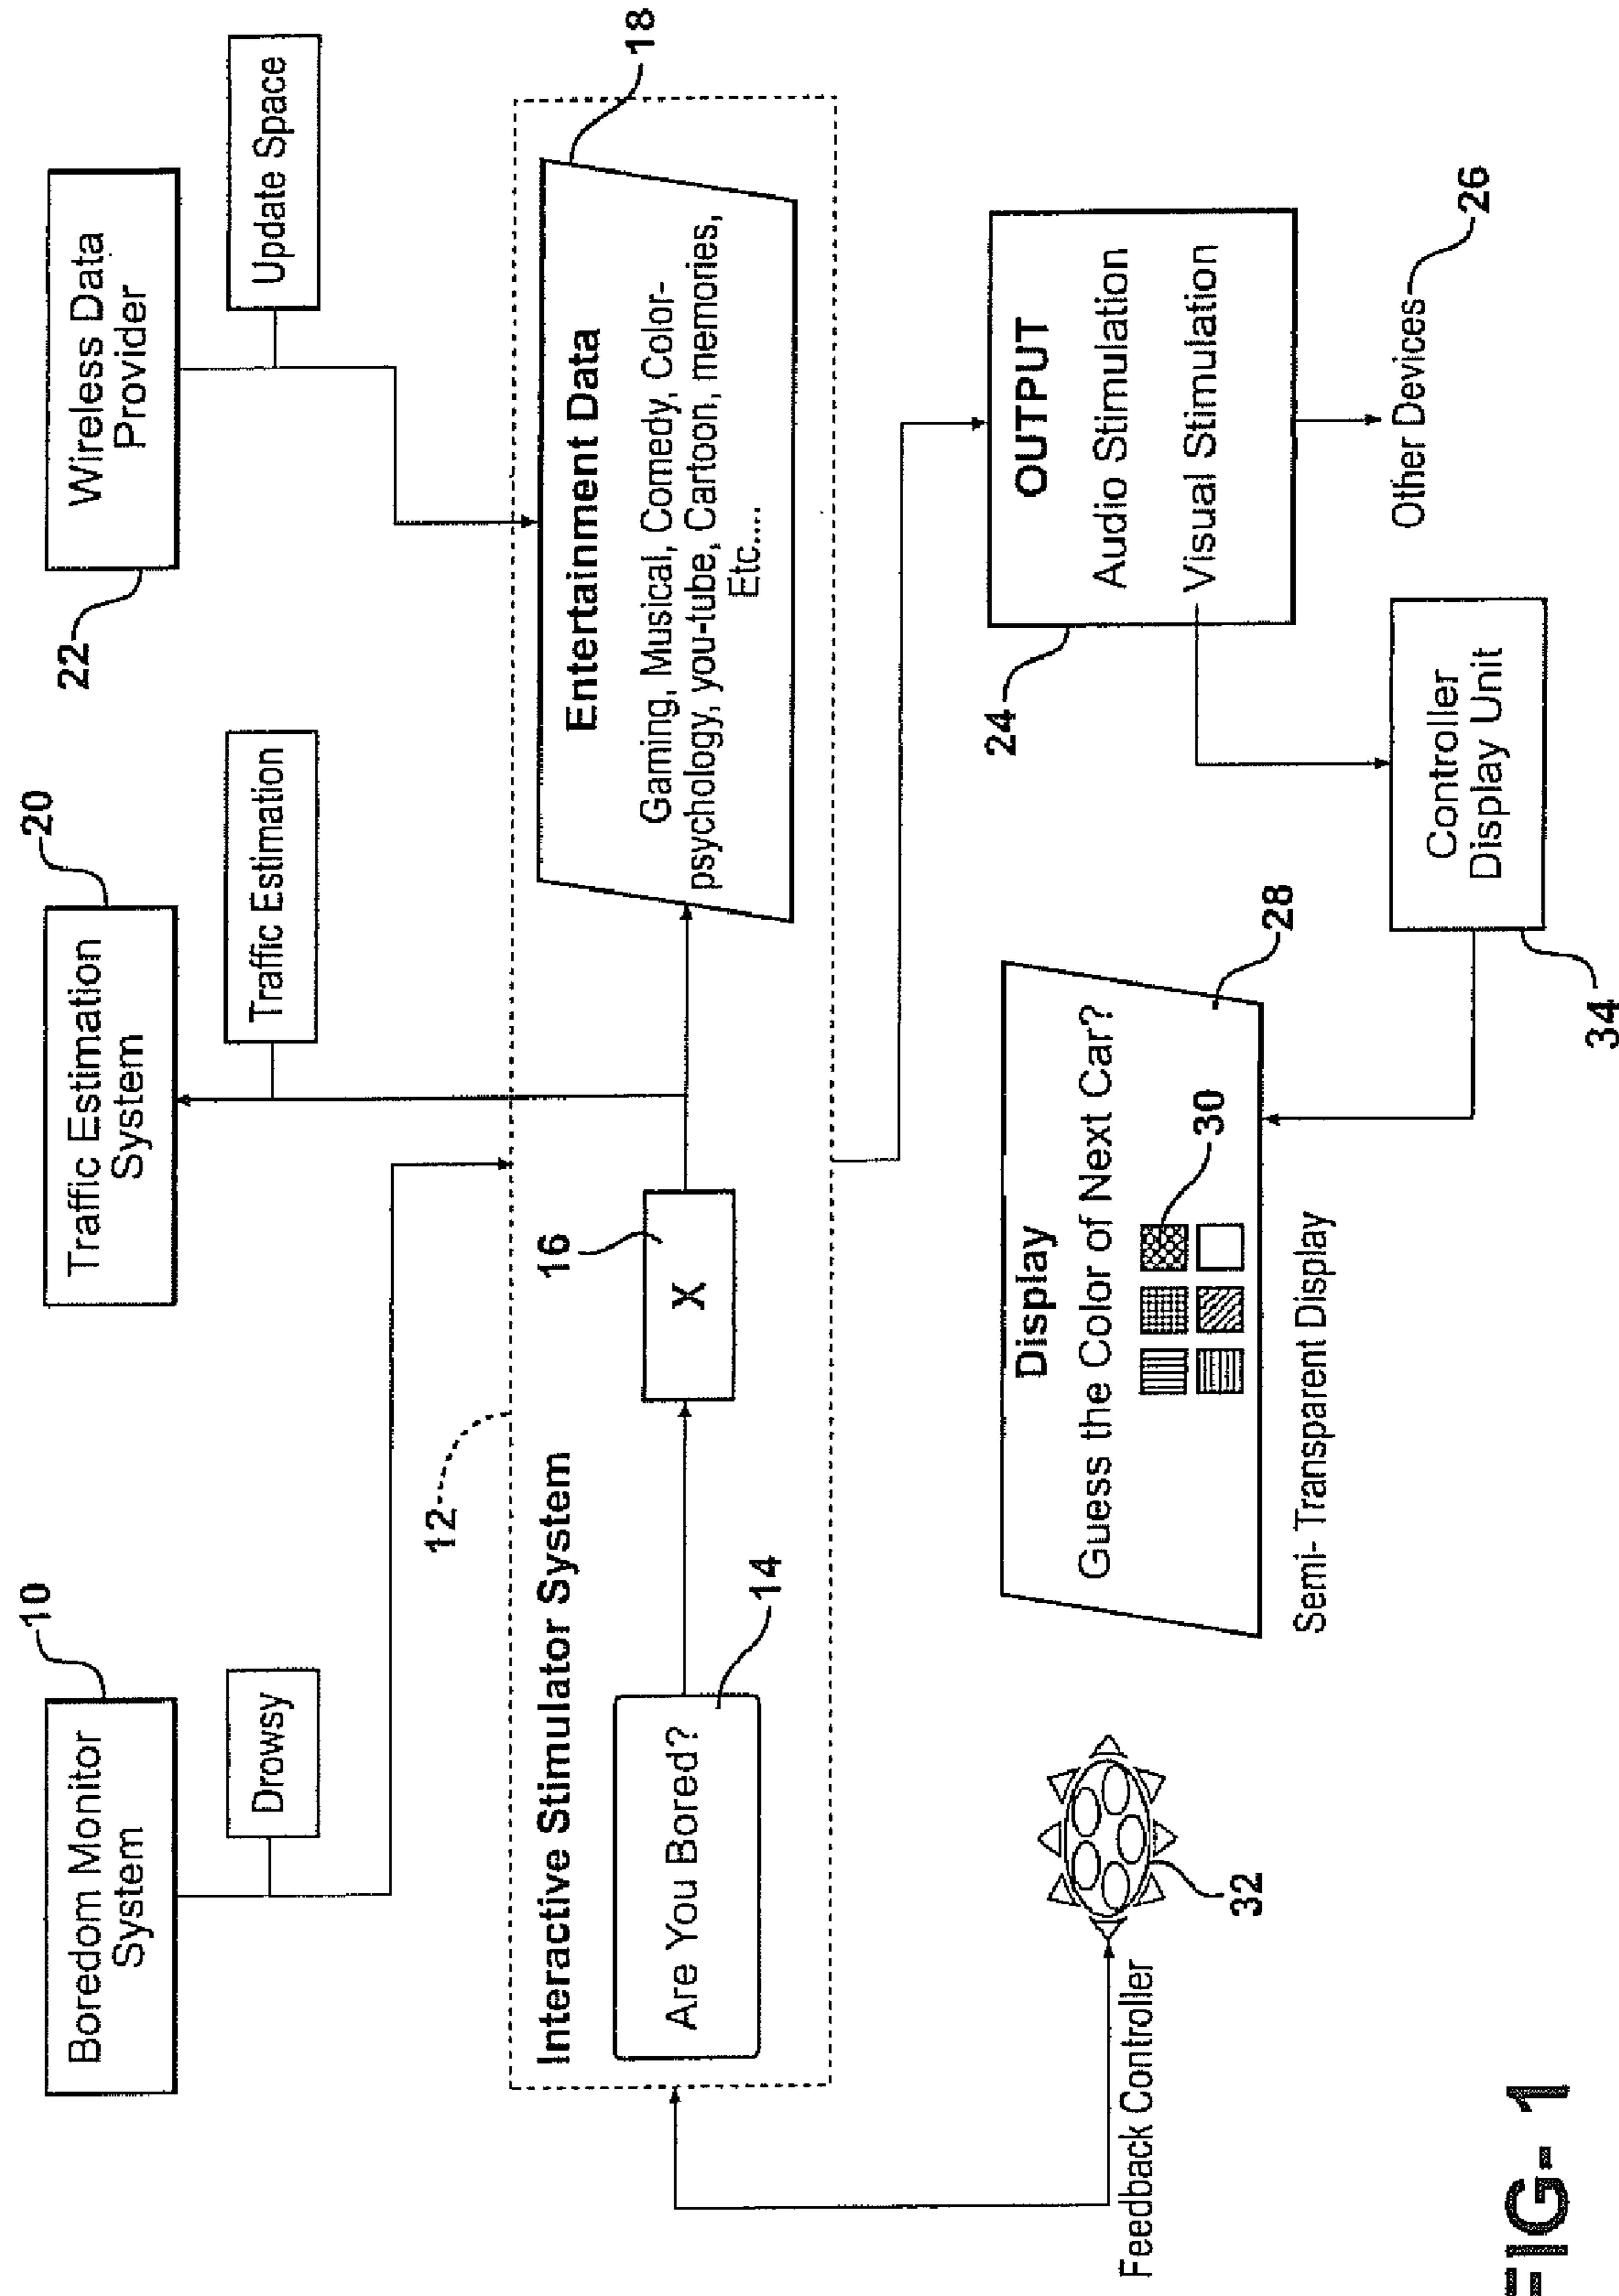 10
Boredom Monitor
System
Drowsy
20
Traffic Estimation
System
Traffic Estimation
22
Wireless Data
Provider
Update Space
12
Interactive Stimulator System
Are You Bored?
14
X
16
Entertainment Data
Gaming, Musical, Comedy, Color-
psychology, you-tube, Cartoon, memories,
Etc....
18
Feedback Controller
32
Display
Guess the Color of Next Car?
30
28
Semi- Transparent Display
OUTPUT
Audio Stimulation
Visual Stimulation
24
Other Devices
26
Controller
Display Unit
34
FIG- 1